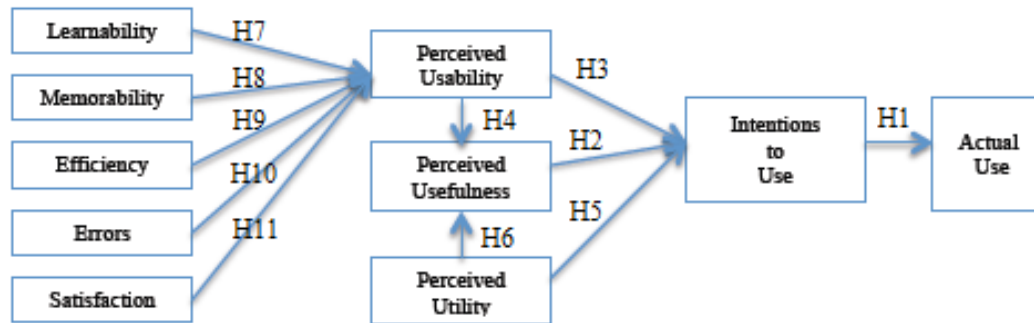 Learnability
Memorability
Efficiency
Errors
Satisfaction
H7
H8
H9
H10
H11
Perceived
Usability
H4
Perceived
Usefulness
H6
Perceived
Utility
H3
H2
H5
Intentions
to
Use
H1
Actual
Use